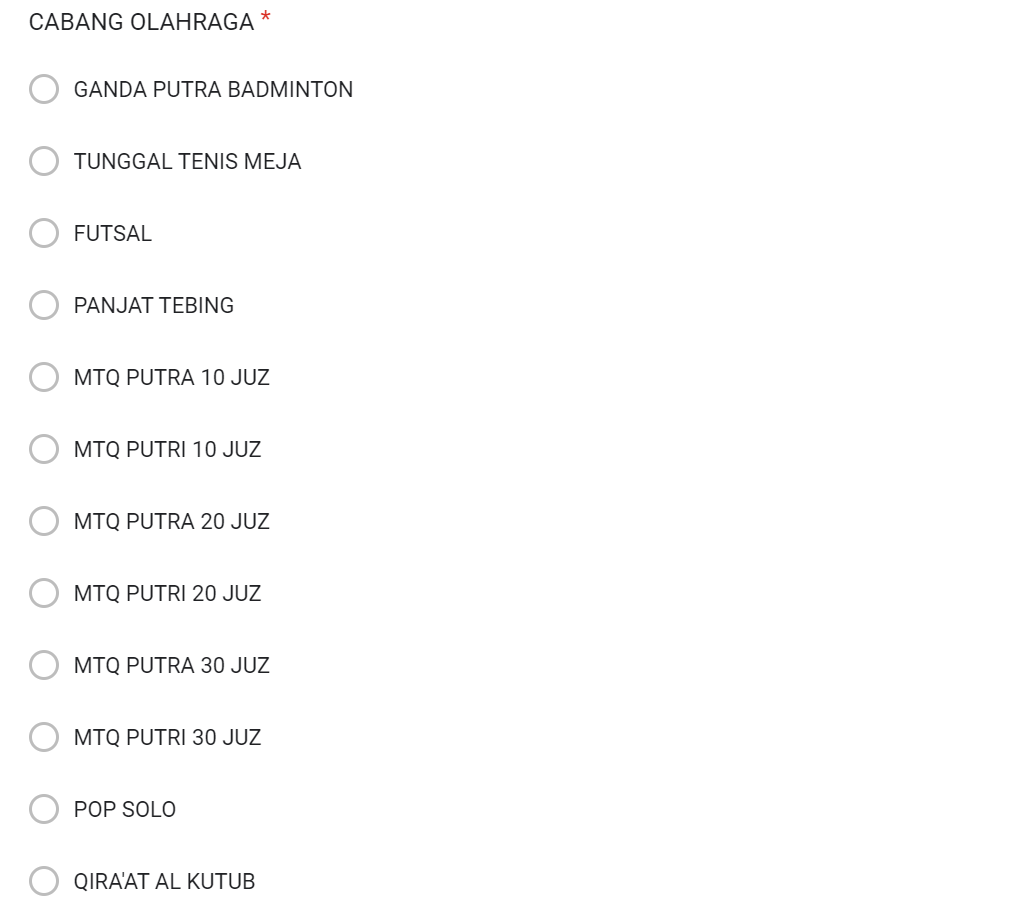 CABANG OLAHRAGA *
GANDA PUTRA BADMINTON
TUNGGAL TENIS MEJA
FUTSAL
PANJAT TEBING
MTQ PUTRA 10 JUZ
MTQ PUTRI 10 JUZ
MTQ PUTRA 20 JUZ
MTQ PUTRI 20 JUZ
MTQ PUTRA 30 JUZ
MTQ PUTRI 30 JUZ
POP SOLO
QIRA'AT AL KUTUB